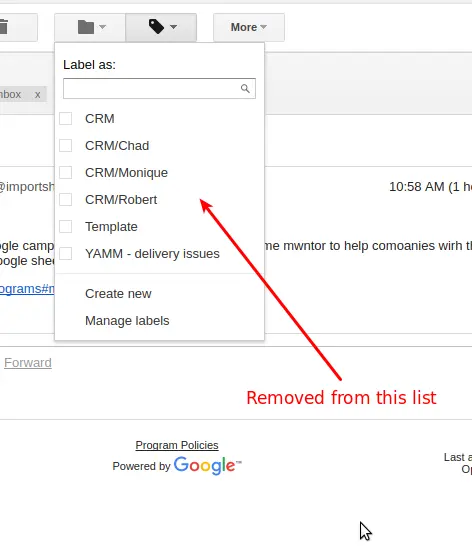 More
Label as:
nbox x
CRM
CRM/Chad
@importsh
CRM/Monique
10:58 AM (1 h
CRM/Robert
Template
ogle camp
me mwntor to help comoanies wirh th
YAMM - delivery issues
oogle shee
ograms#m
Create new
Manage labels
Forward
Removed from this list
Program Policies
Powered by Google™
Last a
Op